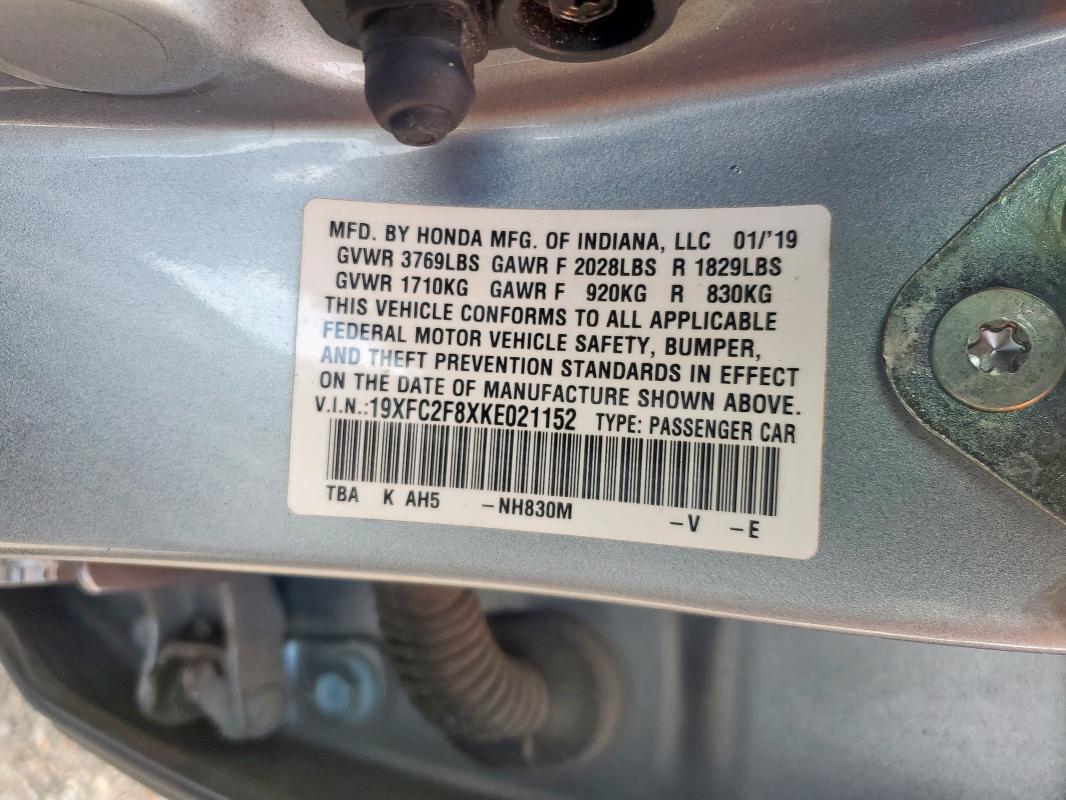 MFD. BY HONDA MFG. OF INDIANA, LLC 01/'19
GVWR 3769LBS GAWR F 2028LBS R 1829LBS
GVWR 1710KG GAWR F 920KG R 830KG
THIS VEHICLE CONFORMS TO ALL APPLICABLE
FEDERAL MOTOR VEHICLE SAFETY, BUMPER,
AND THEFT PREVENTION STANDARDS IN EFFECT
ON THE DATE OF MANUFACTURE SHOWN ABOVE.
V.I.N.:19XFC2F8XKE021152 TYPE: PASSENGER CAR
TBA K AH5 –NH830M –V –E